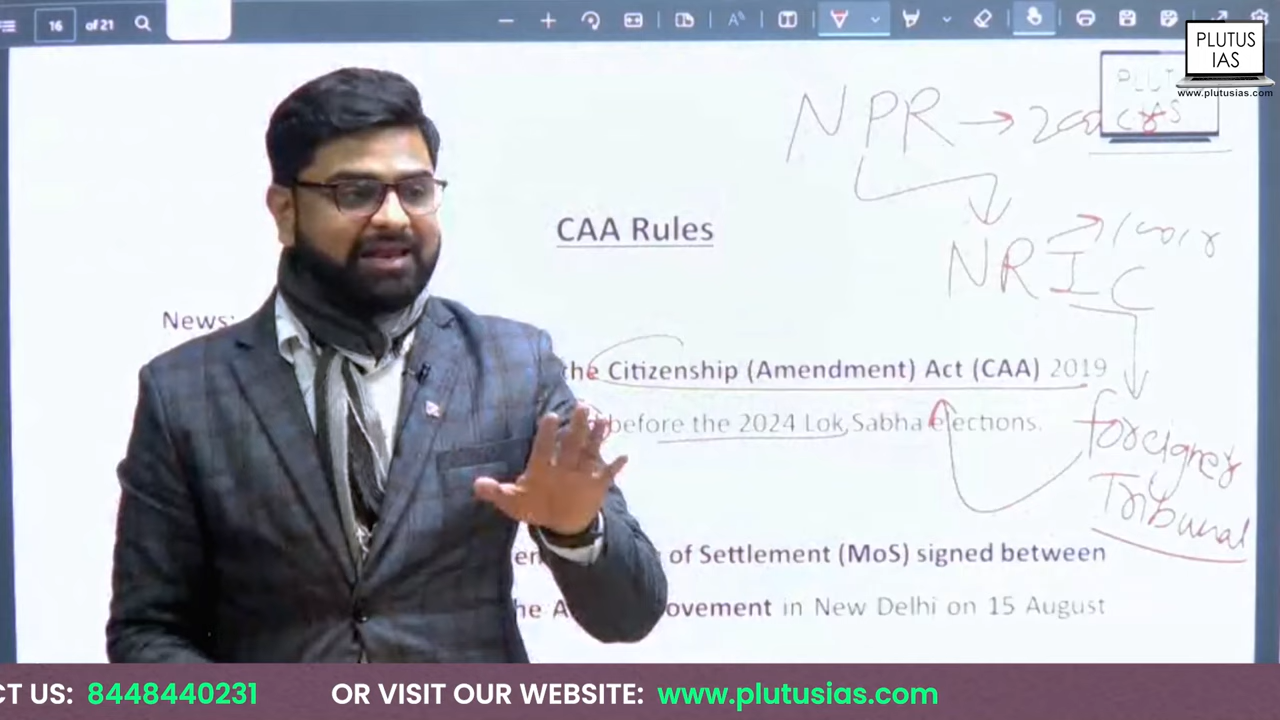 16 of 21
PLUTUS
IAS
www.plutusias.com
NPR →
CAA Rules
NRIC
News:
the Citizenship (Amendment) Act (CAA) 2019
before the 2024 Lok Sabha elections.
foreigner
Tribunal
of Settlement (MoS) signed between
he A ovement in New Delhi on 15 August
CT US: 8448440231 OR VISIT OUR WEBSITE: www.plutusias.com